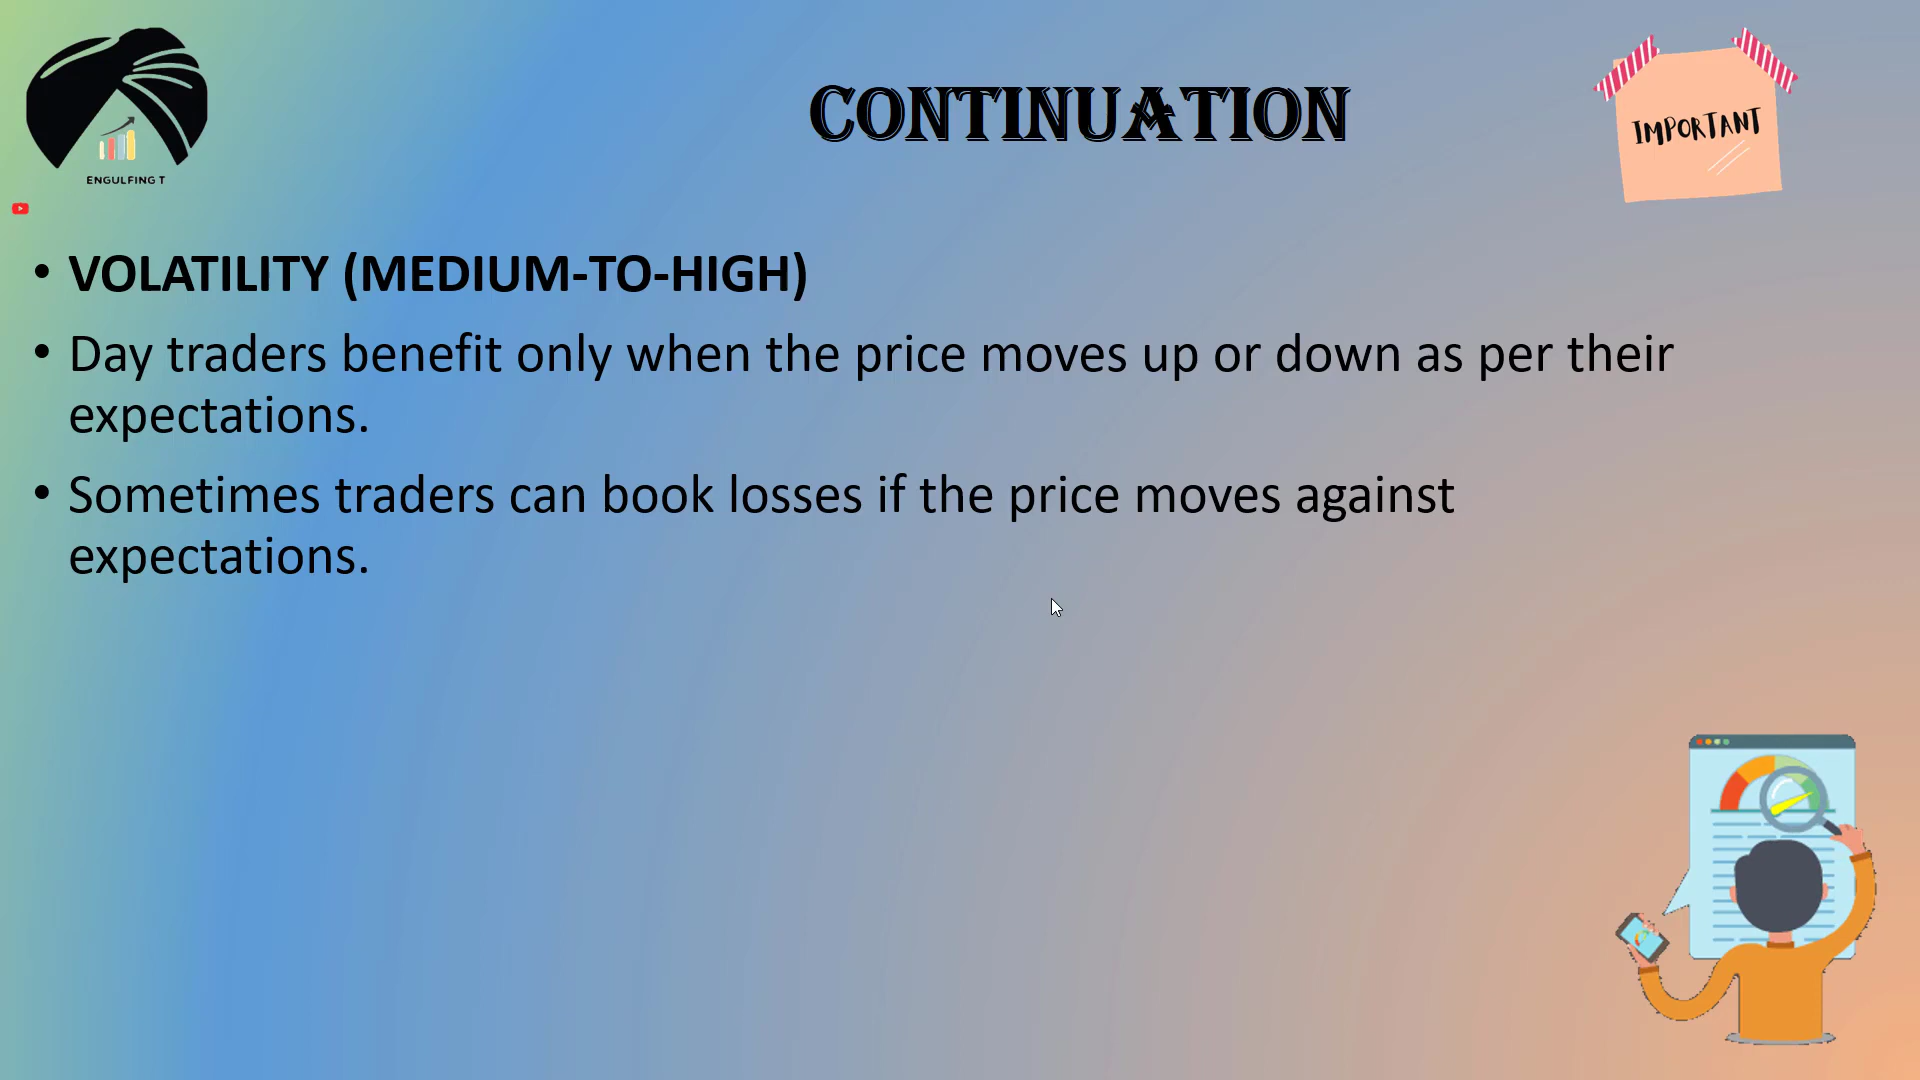 CONTINUATION
IMPORTANT
ENGULFING T
• VOLATILITY (MEDIUM-TO-HIGH)
• Day traders benefit only when the price moves up or down as per their
expectations.
• Sometimes traders can book losses if the price moves against
expectations.